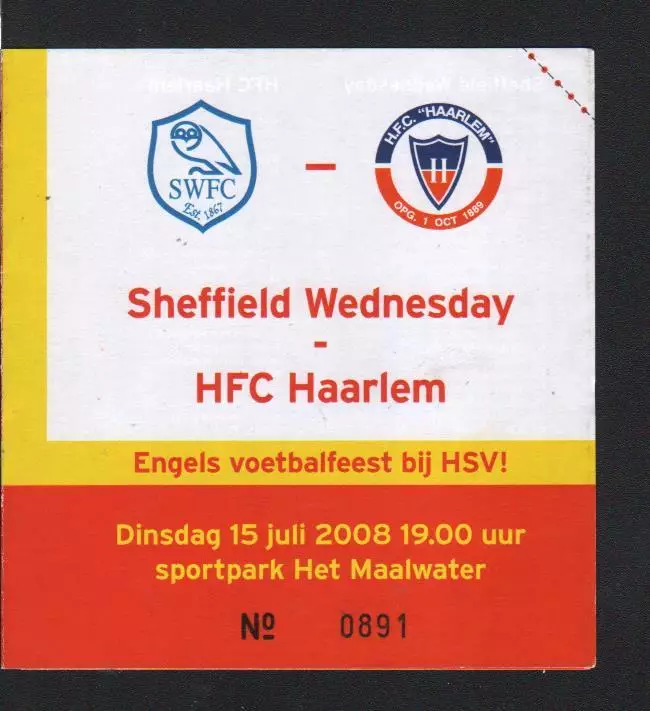 SWFC
Est. 1867
H.F.C. "HAARLEM"
H
OPG. 1 OCT 1889
–
Sheffield Wednesday
-
HFC Haarlem
Engels voetbalfeest bij HSV!
Dinsdag 15 juli 2008 19.00 uur
sportpark Het Maalwater
Nº 0891